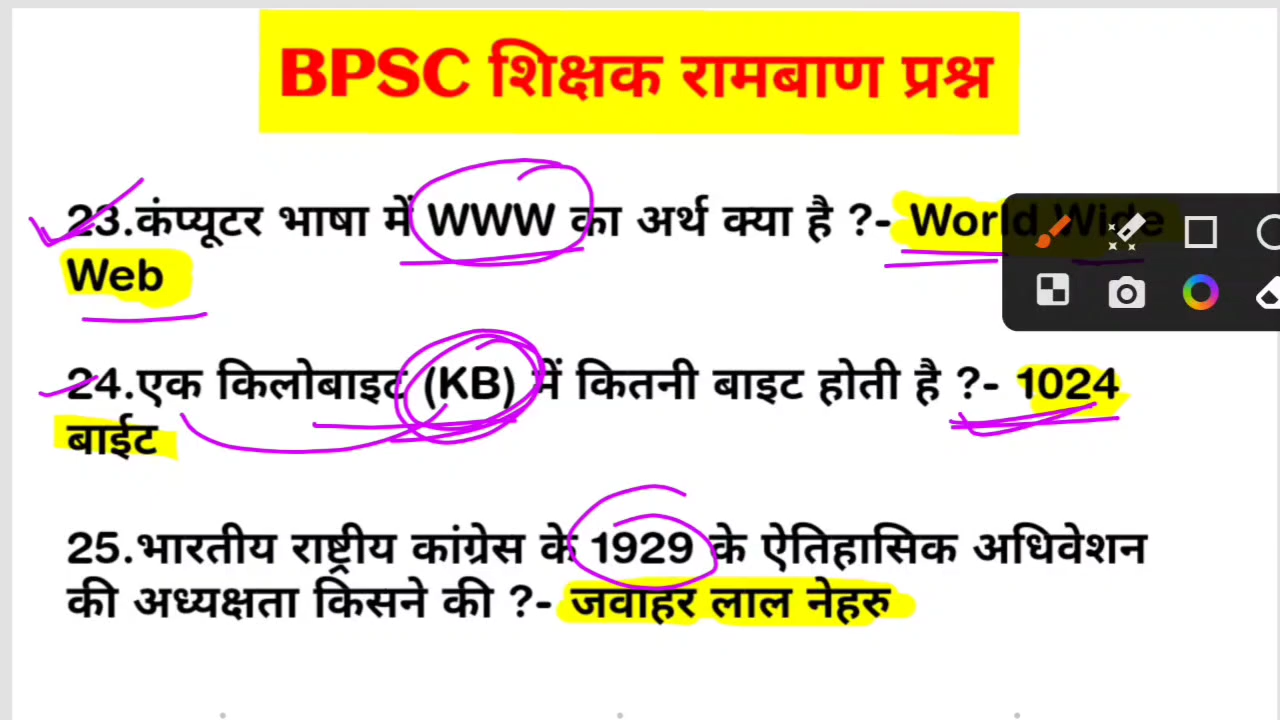 BPSC शिक्षक रामबाण प्रश्न
23.कंप्यूटर भाषा में WWW का अर्थ क्या है ?- World Wide
Web
24.एक किलोबाइट (KB) में कितनी बाइट होती है ?- 1024
बाईट
25.भारतीय राष्ट्रीय कांग्रेस के 1929 के ऐतिहासिक अधिवेशन
की अध्यक्षता किसने की ?- जवाहर लाल नेहरु